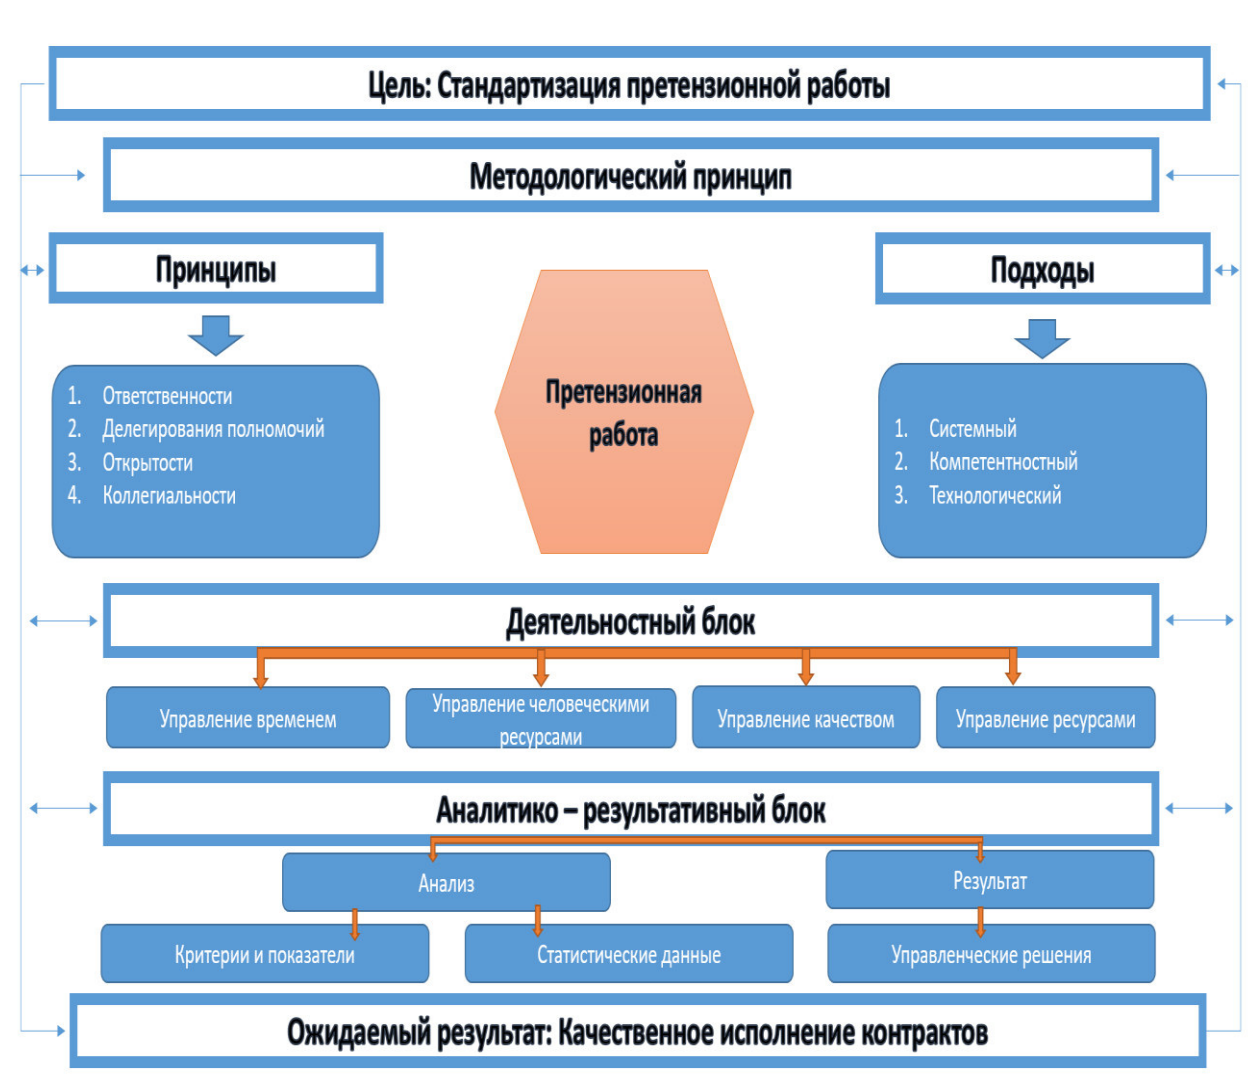 Цель: Стандартизация претензионной работы
Методологический принцип
Принципы
Подходы
1. Ответственности
2. Делегирования полномочий
3. Открытости
4. Коллегиальности
Претензионная
работа
1. Системный
2. Компетентностный
3. Технологический
Деятельностный блок
Управление временем
Управление человеческими
ресурсами
Управление качеством
Управление ресурсами
Аналитико – результативный блок
Анализ
Результат
Критерии и показатели
Статистические данные
Управленческие решения
Ожидаемый результат: Качественное исполнение контрактов